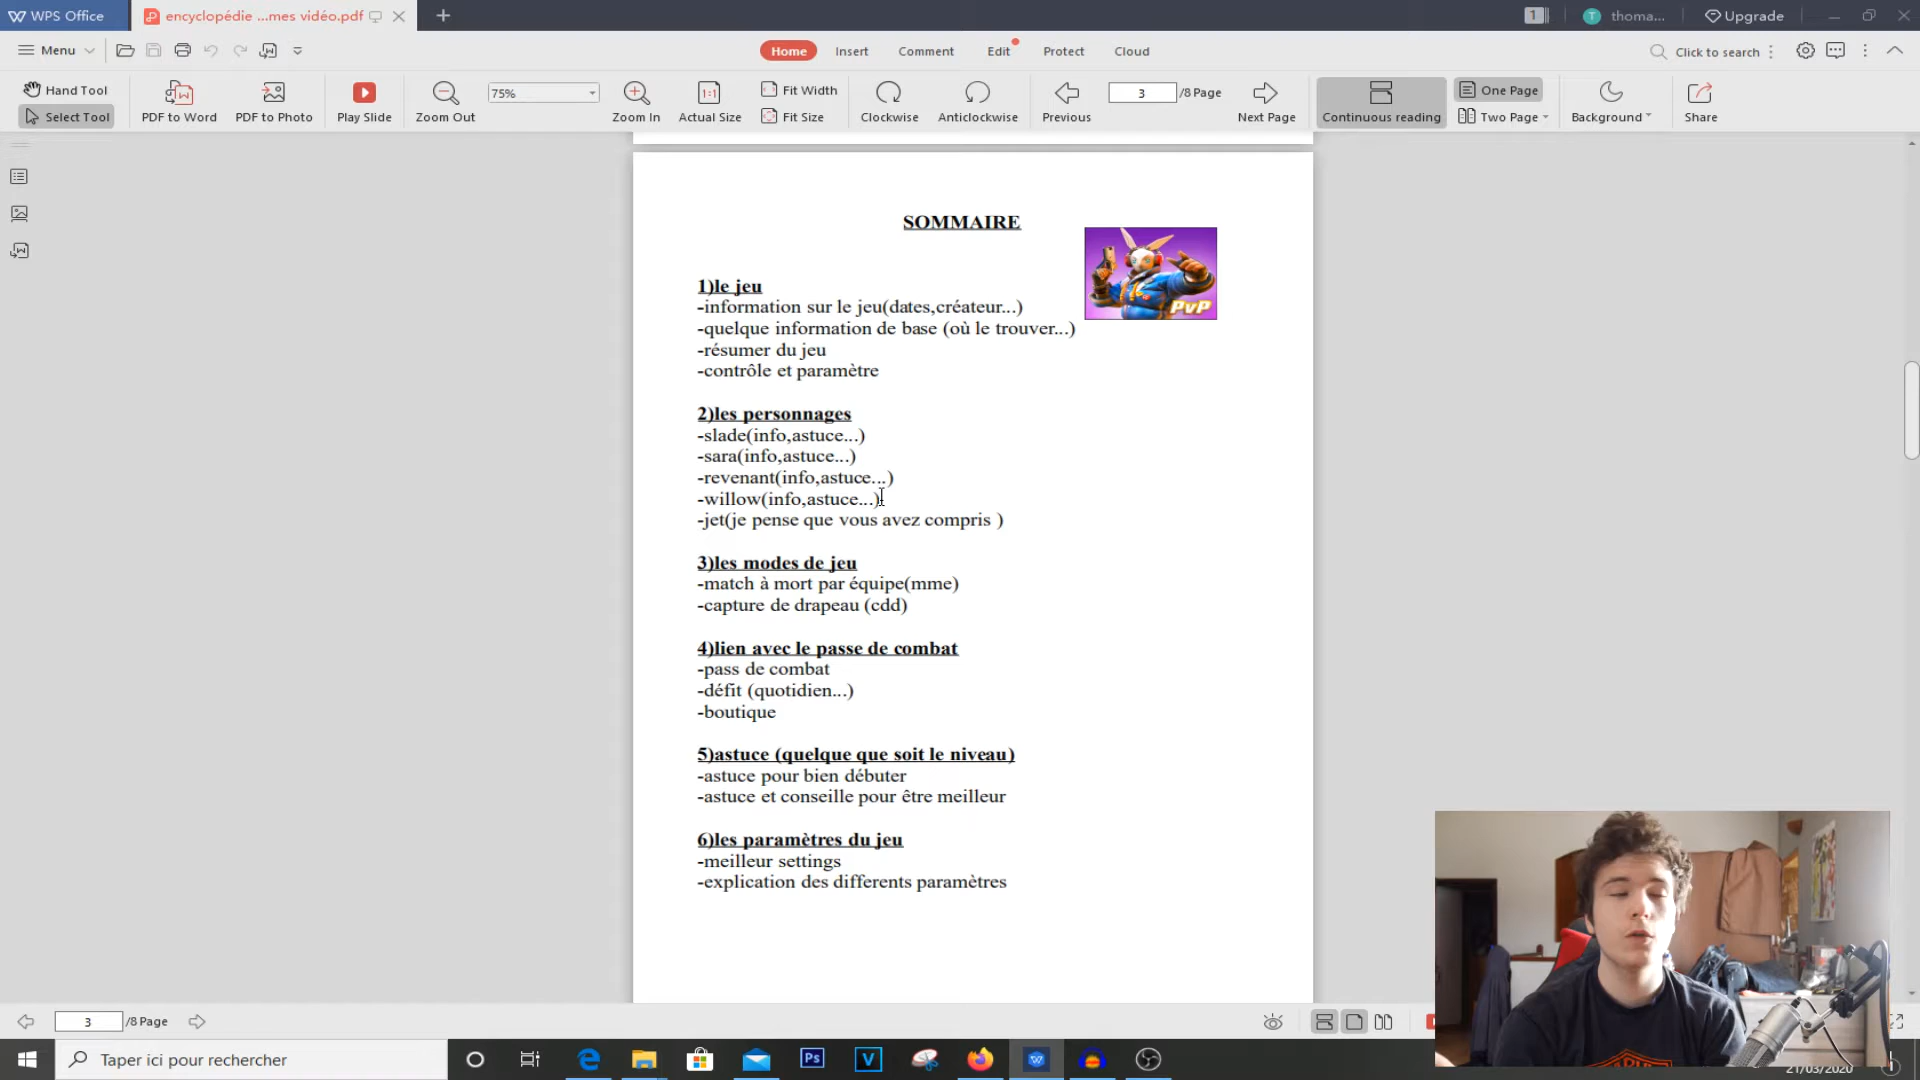 WPS Office
encyclopédie ...mes vidéo.pdf
1
T
thoma...
Upgrade
Menu
Home
Insert
Comment
Edit
Protect
Cloud
Click to search
Hand Tool
Select Tool
PDF to Word
PDF to Photo
Play Slide
Zoom Out
75%
Zoom In
1:1
Actual Size
Fit Width
Fit Size
Clockwise
Anticlockwise
Previous
3 /8 Page
Next Page
Continuous reading
One Page
Two Page
Background
Share
SOMMAIRE
PvP
1)le jeu
-information sur le jeu(dates,créateur...)
-quelque information de base (où le trouver...)
-résumer du jeu
-contrôle et paramètre
2)les personnages
-slade(info,astuce...)
-sara(info,astuce...)
-revenant(info,astuce...)
-willow(info,astuce...)
-jet(je pense que vous avez compris )
3)les modes de jeu
-match à mort par équipe(mme)
-capture de drapeau (cdd)
4)lien avec le passe de combat
-pass de combat
-défit (quotidien...)
-boutique
5)astuce (quelque que soit le niveau)
-astuce pour bien débuter
-astuce et conseille pour être meilleur
6)les paramètres du jeu
-meilleur settings
-explication des differents paramètres
3 /8 Page
Taper ici pour rechercher
Ps
V
21/03/2020